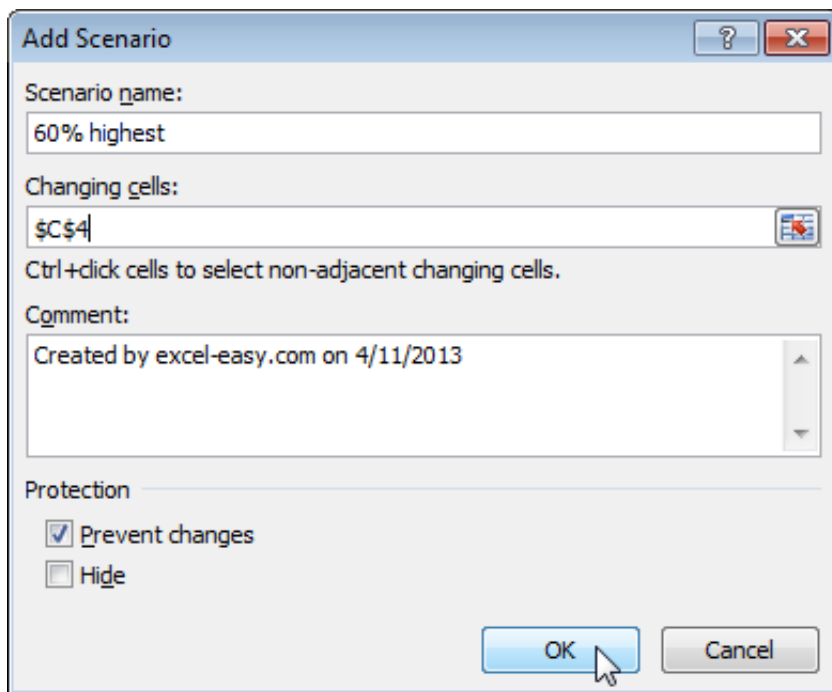 Add Scenario
Scenario name:
60% highest
Changing cells:
$C$4
Ctrl+click cells to select non-adjacent changing cells.
Comment:
Created by excel-easy.com on 4/11/2013
Protection
Prevent changes
Hide
OK Cancel